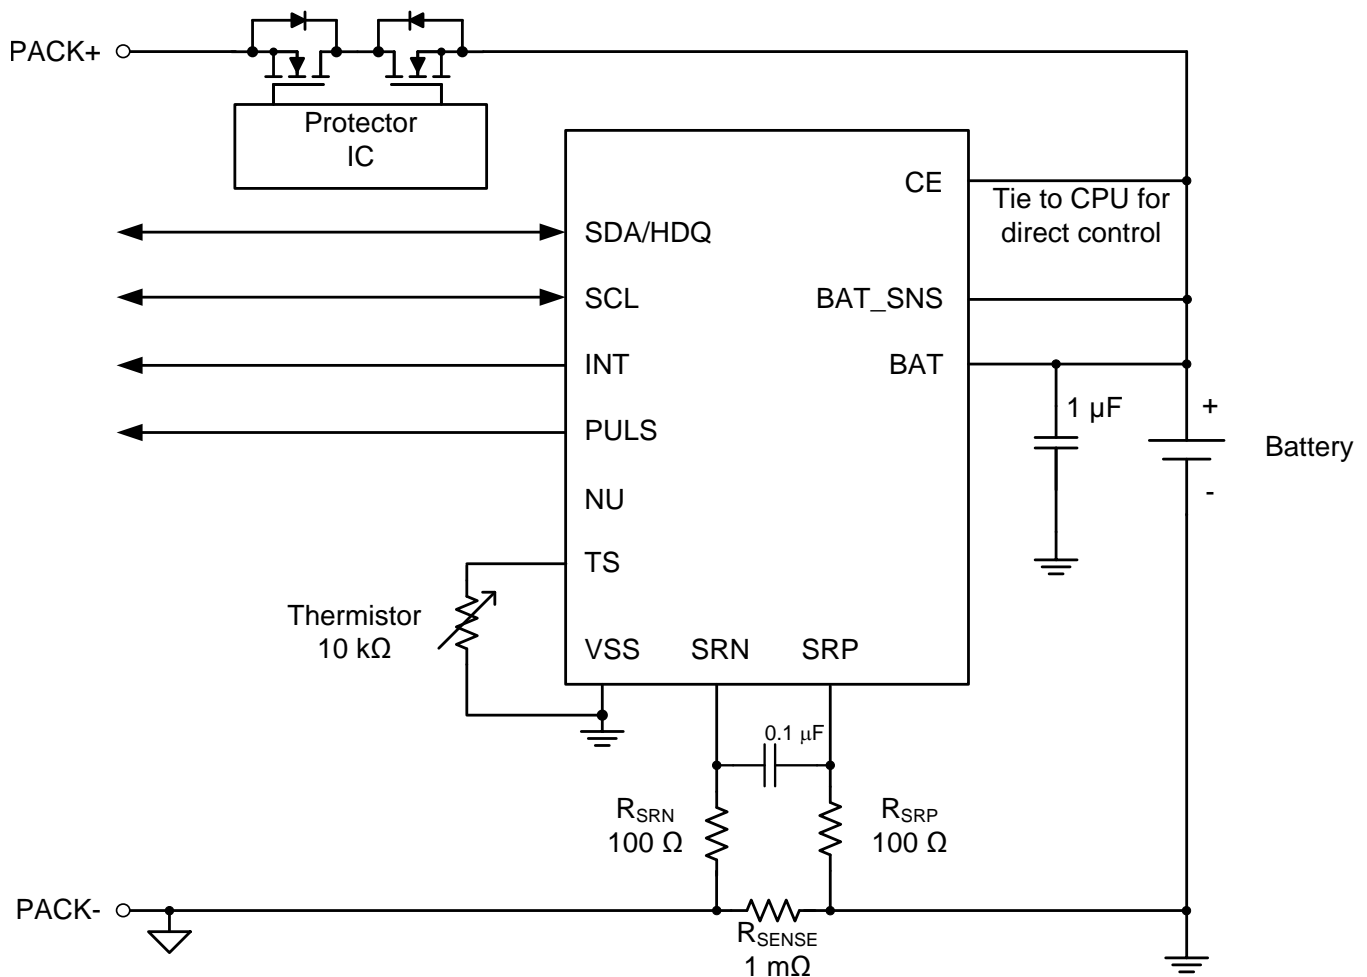 PACK+
Protector
IC
CE
Tie to CPU for
direct control
SDA/HDQ
SCL
BAT_SNS
INT
BAT
1 µF
+
Battery
PULS
-
NU
TS
Thermistor
10 kΩ
VSS
SRN
SRP
0.1 µF
RSRN
100 Ω
RSRP
100 Ω
PACK-
RSENSE
1 mΩ